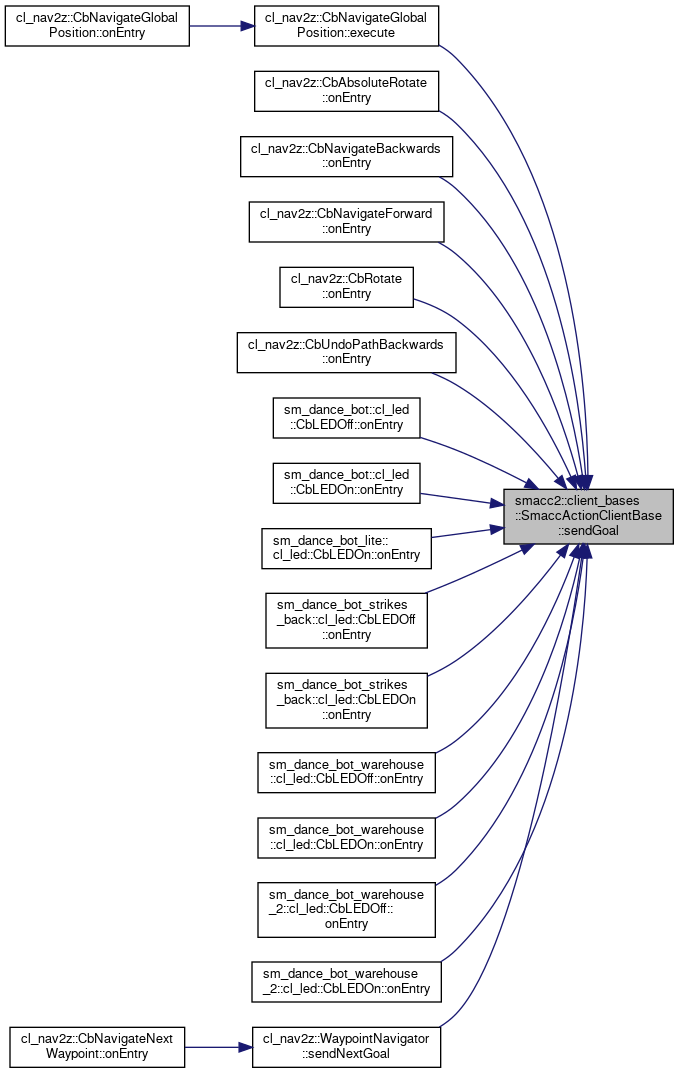 cl_nav2z::CbNavigateGlobal
Position::onEntry
cl_nav2z::CbNavigateGlobal
Position::execute
cl_nav2z::CbAbsoluteRotate
::onEntry
cl_nav2z::CbNavigateBackwards
::onEntry
cl_nav2z::CbNavigateForward
::onEntry
cl_nav2z::CbRotate
::onEntry
cl_nav2z::CbUndoPathBackwards
::onEntry
sm_dance_bot::cl_led
::CbLEDOff::onEntry
sm_dance_bot::cl_led
::CbLEDOn::onEntry
smacc2::client_bases
::SmaccActionClientBase
::sendGoal
sm_dance_bot_lite::
cl_led::CbLEDOn::onEntry
sm_dance_bot_strikes
_back::cl_led::CbLEDOff
::onEntry
sm_dance_bot_strikes
_back::cl_led::CbLEDOn
::onEntry
sm_dance_bot_warehouse
::cl_led::CbLEDOff::onEntry
sm_dance_bot_warehouse
::cl_led::CbLEDOn::onEntry
sm_dance_bot_warehouse
_2::cl_led::CbLEDOff::
onEntry
sm_dance_bot_warehouse
_2::cl_led::CbLEDOn::onEntry
cl_nav2z::CbNavigateNext
Waypoint::onEntry
cl_nav2z::WaypointNavigator
::sendNextGoal